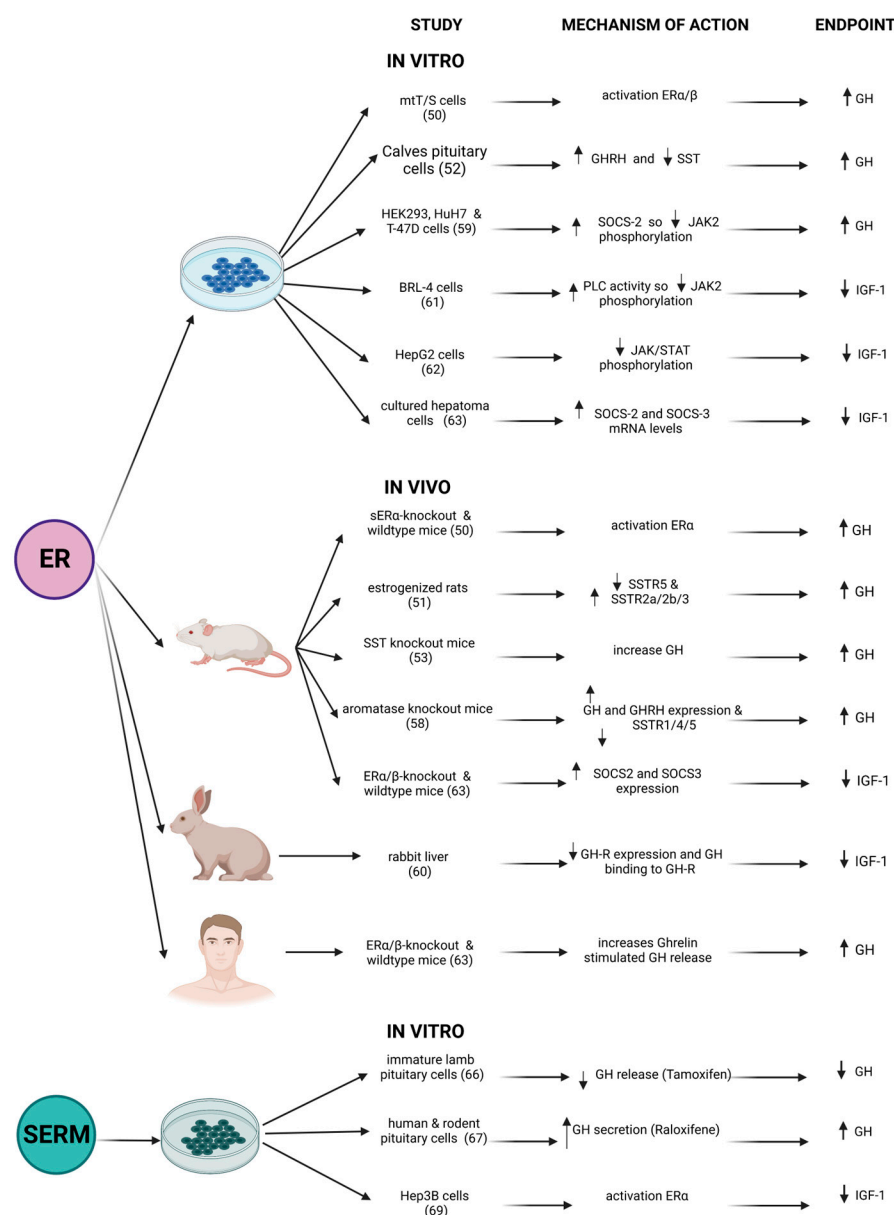 STUDY MECHANISM OF ACTION ENDPOINT
IN VITRO
mtT/S cells
(50)
activation ERα/β
↑ GH
Calves pituitary
cells (52)
↑ GHRH and ↓ SST
↑ GH
HEK293, HuH7 &
T-47D cells (59)
↑ SOCS-2 so ↓ JAK2
phosphorylation
↑ GH
BRL-4 cells
(61)
↑ PLC activity so ↓ JAK2
phosphorylation
↓ IGF-1
HepG2 cells
(62)
↓ JAK/STAT
phosphorylation
↓ IGF-1
cultured hepatoma
cells (63)
↑ SOCS-2 and SOCS-3
mRNA levels
↓ IGF-1
IN VIVO
ER
sERα-knockout &
wildtype mice (50)
activation ERα
↑ GH
estrogenized rats
(51)
↓ SSTR5 &
↑ SSTR2a/2b/3
↑ GH
SST knockout mice
(53)
increase GH
↑ GH
aromatase knockout mice
(58)
↑
GH and GHRH expression &
SSTR1/4/5
↓
↑ GH
ERα/β-knockout &
wildtype mice (63)
↑ SOCS2 and SOCS3
expression
↓ IGF-1
rabbit liver
(60)
↓ GH-R expression and GH
binding to GH-R
↓ IGF-1
ERα/β-knockout &
wildtype mice (63)
increases Ghrelin
stimulated GH release
↑ GH
IN VITRO
SERM
immature lamb
pituitary cells (66)
↓ GH release (Tamoxifen)
↓ GH
human & rodent
pituitary cells (67)
↑ GH secretion (Raloxifene)
↑ GH
Hep3B cells
(69)
activation ERα
↓ IGF-1